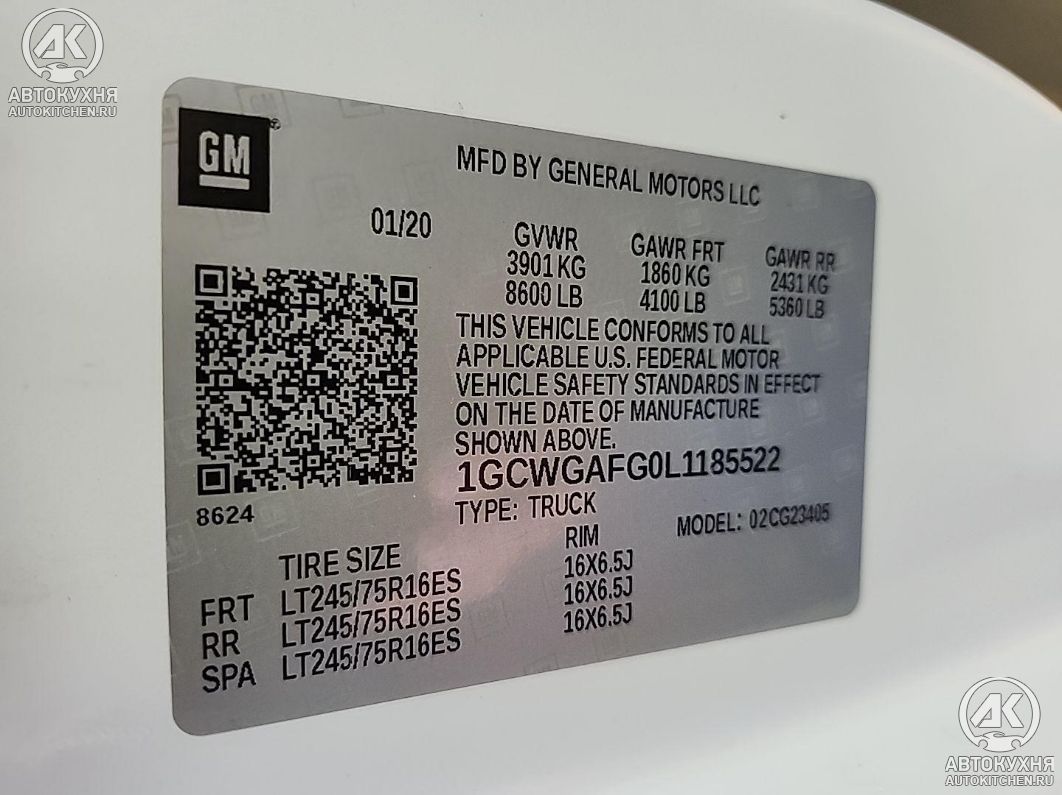 АК
АВТОКУХНЯ
AUTOKITCHEN.RU
GM
MFD BY GENERAL MOTORS LLC
01/20
GVWR GAWR FRT GAWR RR
3901 KG 1860 KG 2431 KG
8600 LB 4100 LB 5360 LB
THIS VEHICLE CONFORMS TO ALL
APPLICABLE U.S. FEDERAL MOTOR
VEHICLE SAFETY STANDARDS IN EFFECT
ON THE DATE OF MANUFACTURE
SHOWN ABOVE.
1GCWGAFG0L1185522
8624
TYPE: TRUCK MODEL: 02CG23405
TIRE SIZE RIM
FRT LT245/75R16ES 16X6.5J
RR LT245/75R16ES 16X6.5J
SPA LT245/75R16ES 16X6.5J
АК
АВТОКУХНЯ
AUTOKITCHEN.RU